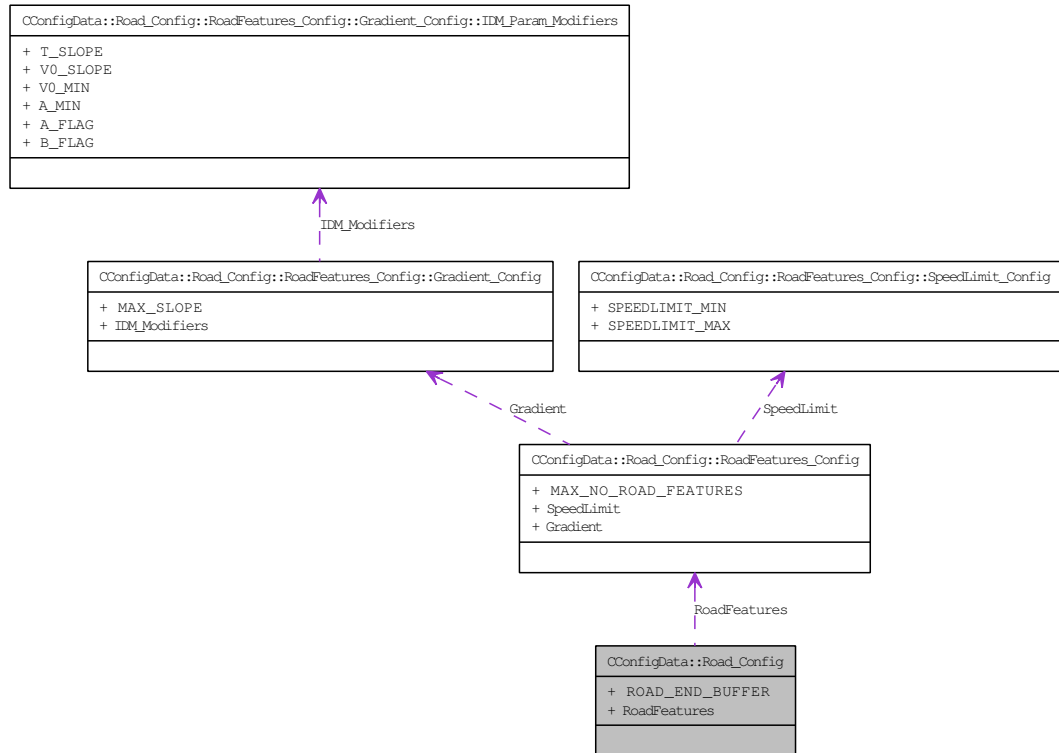 CConfigData::Road_Config::RoadFeatures_Config::Gradient_Config::IDM_Param_Modifiers
+ T_SLOPE
+ V0_SLOPE
+ V0_MIN
+ A_MIN
+ A_FLAG
+ B_FLAG
IDM_Modifiers
CConfigData::Road_Config::RoadFeatures_Config::Gradient_Config
+ MAX_SLOPE
+ IDM_Modifiers
CConfigData::Road_Config::RoadFeatures_Config::SpeedLimit_Config
+ SPEEDLIMIT_MIN
+ SPEEDLIMIT_MAX
Gradient
SpeedLimit
CConfigData::Road_Config::RoadFeatures_Config
+ MAX_NO_ROAD_FEATURES
+ SpeedLimit
+ Gradient
RoadFeatures
CConfigData::Road_Config
+ ROAD_END_BUFFER
+ RoadFeatures